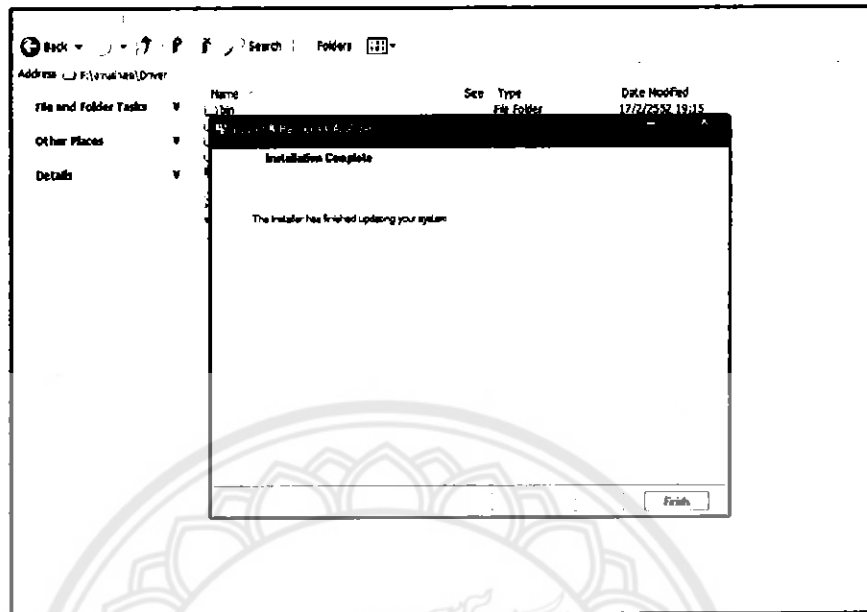 Back Search Folders
Address
File and Folder Tasks
Name Size Type Date Modified
bin File Folder 17/2/2552 19:15
Other Places
Installation Complete
Details
The installer has finished updating your system
Finish